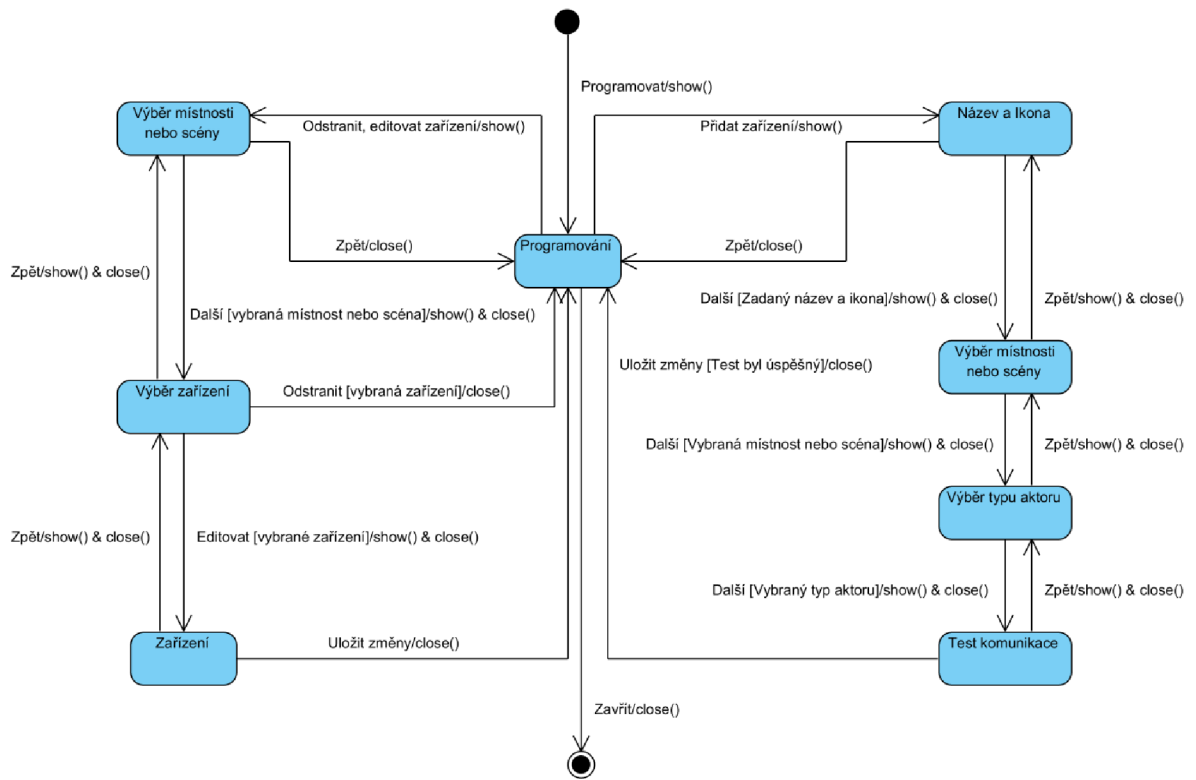 Programovat/show()
Výběr místnosti
nebo scény
Odstranit, editovat zařízení/show()
Přidat zařízení/show()
Název a Ikona
Zpět/close()
Programování
Zpět/close()
Zpět/show() & close()
Další [vybraná místnost nebo scéna]/show() & close()
Další [Zadaný název a ikona]/show() & close()
Zpět/show() & close()
Výběr místnosti
nebo scény
Uložit změny [Test byl úspěšný]/close()
Výběr zařízení
Odstranit [vybraná zařízení]/close()
Další [Vybraná místnost nebo scéna]/show() & close()
Zpět/show() & close()
Výběr typu aktoru
Zpět/show() & close()
Editovat [vybrané zařízení]/show() & close()
Další [Vybraný typ aktoru]/show() & close()
Zpět/show() & close()
Zařízení
Uložit změny/close()
Test komunikace
Zavřít/close()